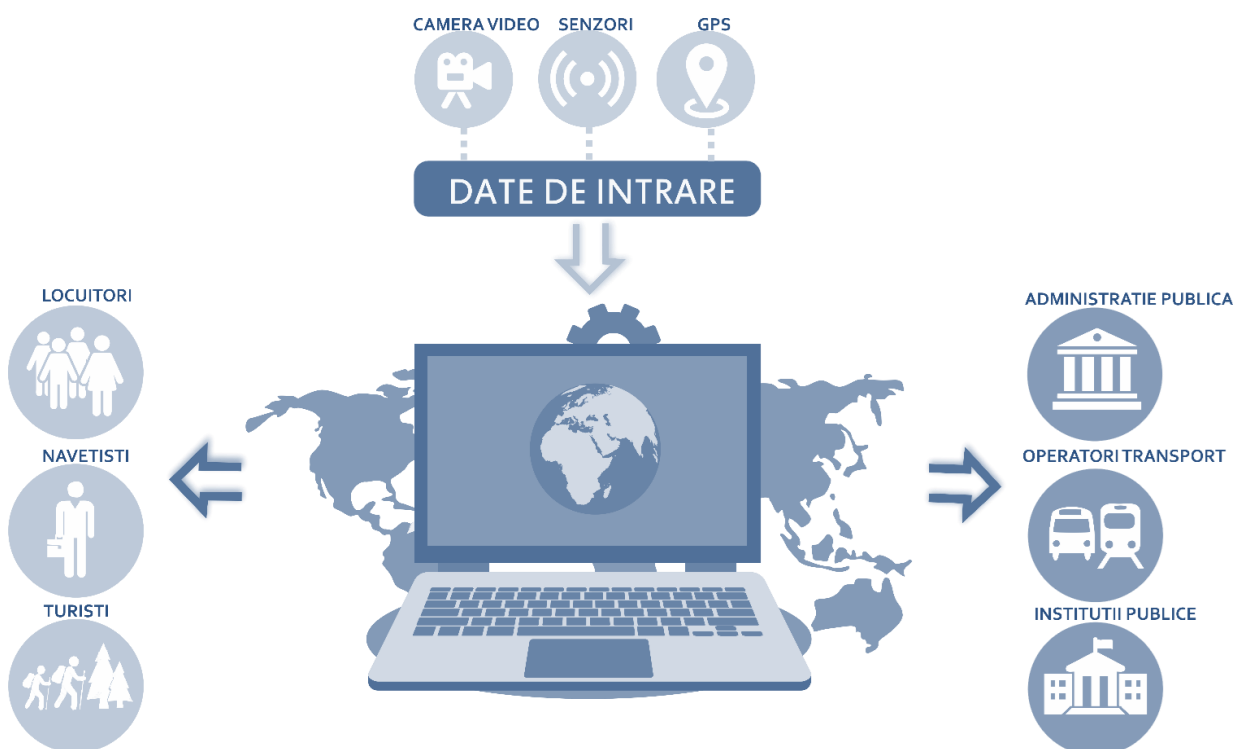 CAMERA VIDEO
SENZORI
GPS
DATE DE INTRARE
LOCUITORI
NAVETISTI
TURISTI
ADMINISTRATIE PUBLICA
OPERATORI TRANSPORT
INSTITUTII PUBLICE